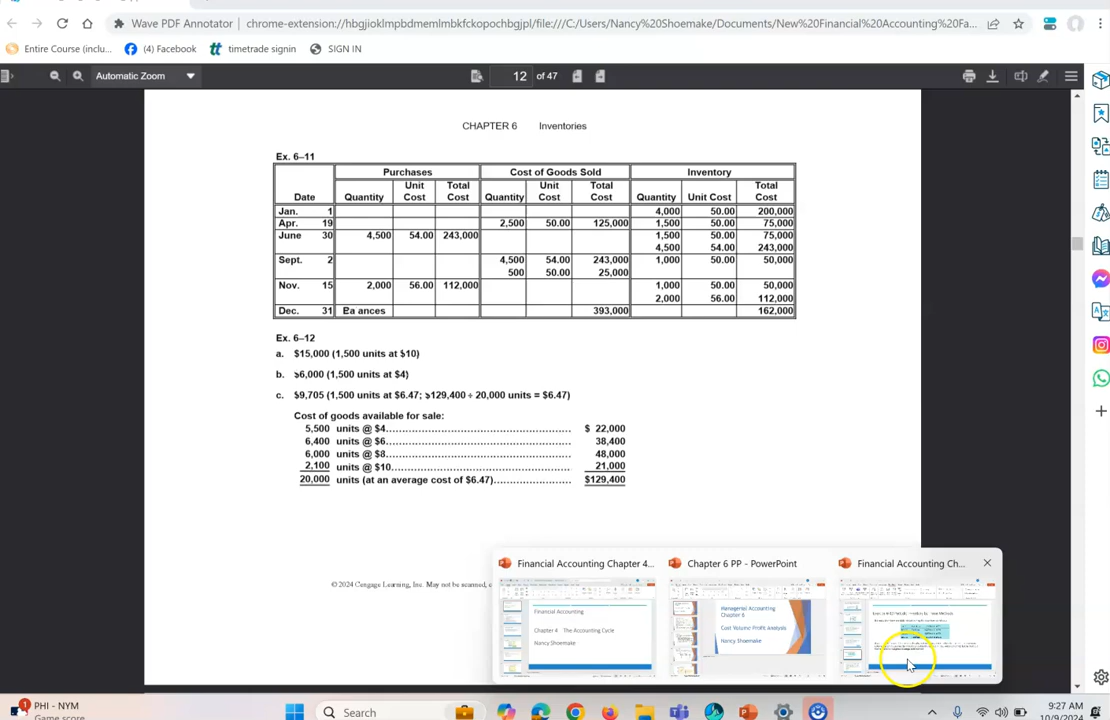 Wave PDF Annotator | chrome-extension://hbgjioklmpbdmemlmbkfckopochbgjpl/file:///C:/Users/Nancy%20Shoemake/Documents/New%20Financial%20Accounting%20Fa...
Entire Course (inclu... (4) Facebook timetrade signin SIGN IN
Automatic Zoom 12 of 47
CHAPTER 6 Inventories
Ex. 6–11
Purchases Cost of Goods Sold Inventory
Unit Total Unit Total Total
Date Quantity Cost Cost Quantity Cost Cost Quantity Unit Cost Cost
Jan. 1 4,000 50.00 200,000
Apr. 19 2,500 50.00 125,000 1,500 50.00 75,000
June 30 4,500 54.00 243,000 1,500 50.00 75,000
4,500 54.00 243,000
Sept. 2 4,500 54.00 243,000 1,000 50.00 50,000
500 50.00 25,000
Nov. 15 2,000 56.00 112,000 1,000 50.00 50,000
2,000 56.00 112,000
Dec. 31 Ba ances 393,000 162,000
Ex. 6–12
a. $15,000 (1,500 units at $10)
b. $6,000 (1,500 units at $4)
c. $9,705 (1,500 units at $6.47; $129,400 ÷ 20,000 units = $6.47)
Cost of goods available for sale:
5,500 units @ $4 $ 22,000
6,400 units @ $6 38,400
6,000 units @ $8 48,000
2,100 units @ $10 21,000
20,000 units (at an average cost of $6.47) $129,400
© 2024 Cengage Learning, Inc. May not be scanned, c
Financial Accounting Chapter 4... Chapter 6 PP - PowerPoint Financial Accounting Ch...
Financial Accounting
Chapter 4 The Accounting Cycle
Nancy Shoemake
Managerial Accounting
Chapter 6
Cost Volume Profit Analysis
Nancy Shoemake
PHI - NYM
Game score
Search
9:27 AM
10/9/2024